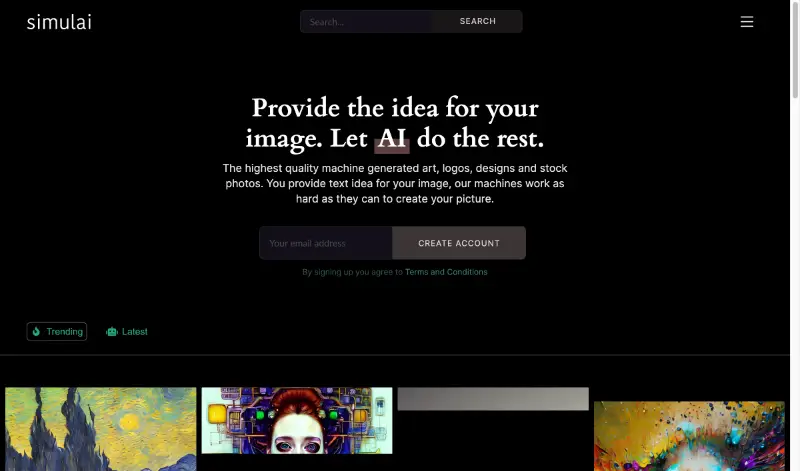 simulai
Search...
SEARCH
Provide the idea for your
image. Let AI do the rest.
The highest quality machine generated art, logos, designs and stock
photos. You provide text idea for your image, our machines work as
hard as they can to create your picture.
Your email address
CREATE ACCOUNT
By signing up you agree to Terms and Conditions
Trending
Latest